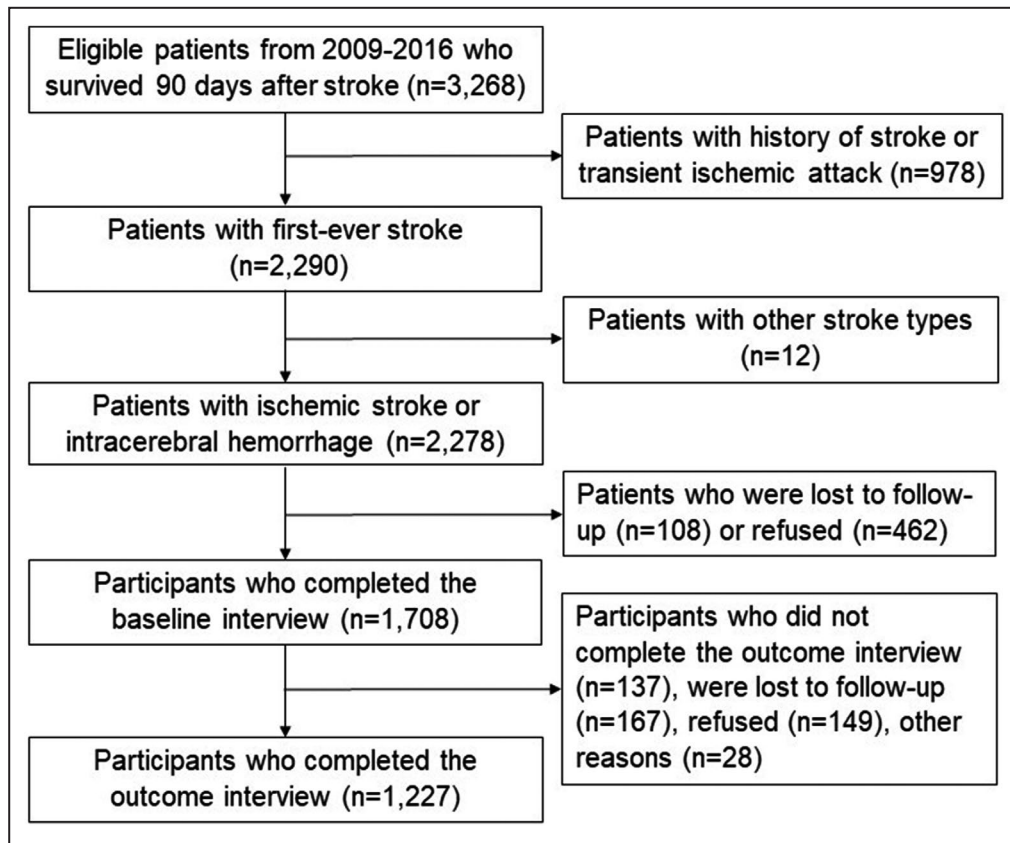 Eligible patients from 2009-2016 who
survived 90 days after stroke (n=3,268)
Patients with history of stroke or
transient ischemic attack (n=978)
Patients with first-ever stroke
(n=2,290)
Patients with other stroke types
(n=12)
Patients with ischemic stroke or
intracerebral hemorrhage (n=2,278)
Patients who were lost to follow-
up (n=108) or refused (n=462)
Participants who completed the
baseline interview (n=1,708)
Participants who did not
complete the outcome interview
(n=137), were lost to follow-up
(n=167), refused (n=149), other
reasons (n=28)
Participants who completed the
outcome interview (n=1,227)